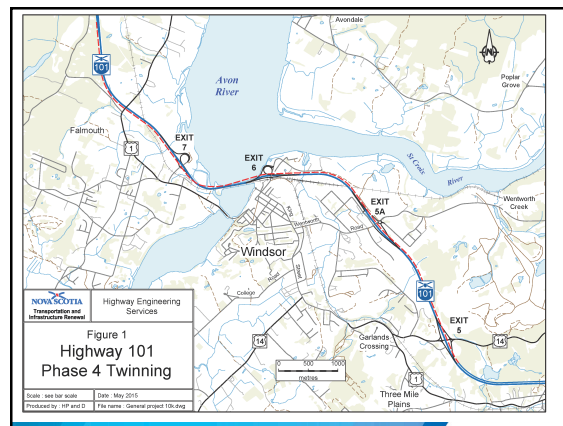 Avondale
Poplar
Grove
101
Avon
River
Falmouth
1
EXIT
7
EXIT
6
St Croix
River
Wentworth
Creek
EXIT
5A
King
Street
Wentworth
Road
Windsor
College
Road
101
14
EXIT
5
14
Garlands
Crossing
1
Three Mile
Plains
0 500 1000
metres
NOVA SCOTIA
Transportation and
Infrastructure Renewal
Highway Engineering
Services
Figure 1
Highway 101
Phase 4 Twinning
Scale : see bar scale
Date : May 2015
Produced by : HP and D
File name : General project 10k.dwg